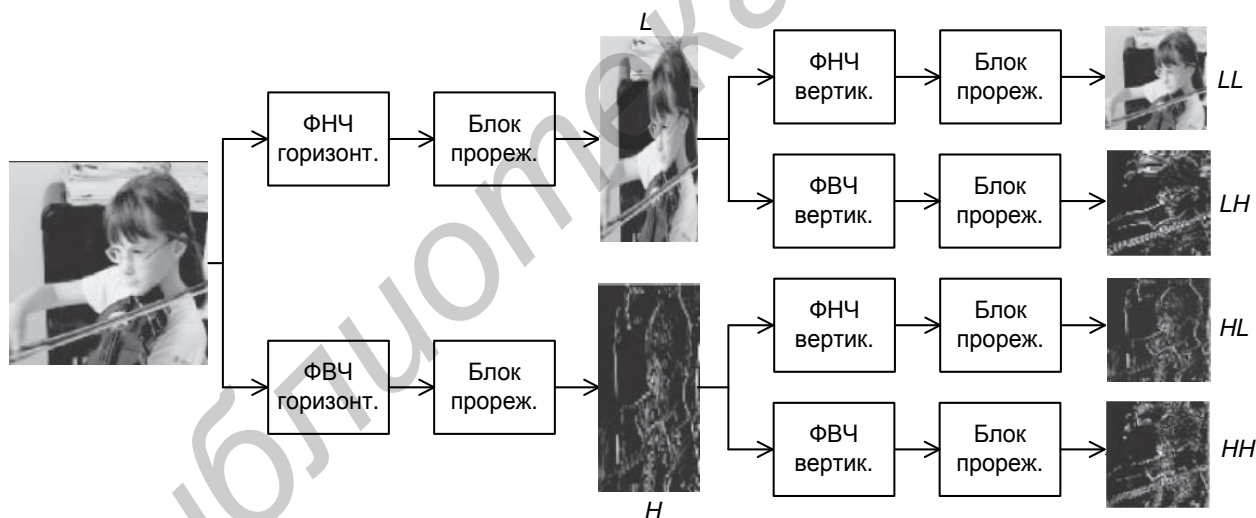 L
ФНЧ
вертик.
Блок
прореж.
LL
ФНЧ
горизонт.
Блок
прореж.
ФВЧ
вертик.
Блок
прореж.
LH
ФНЧ
вертик.
Блок
прореж.
HL
ФВЧ
горизонт.
Блок
прореж.
ФВЧ
вертик.
Блок
прореж.
HH
H